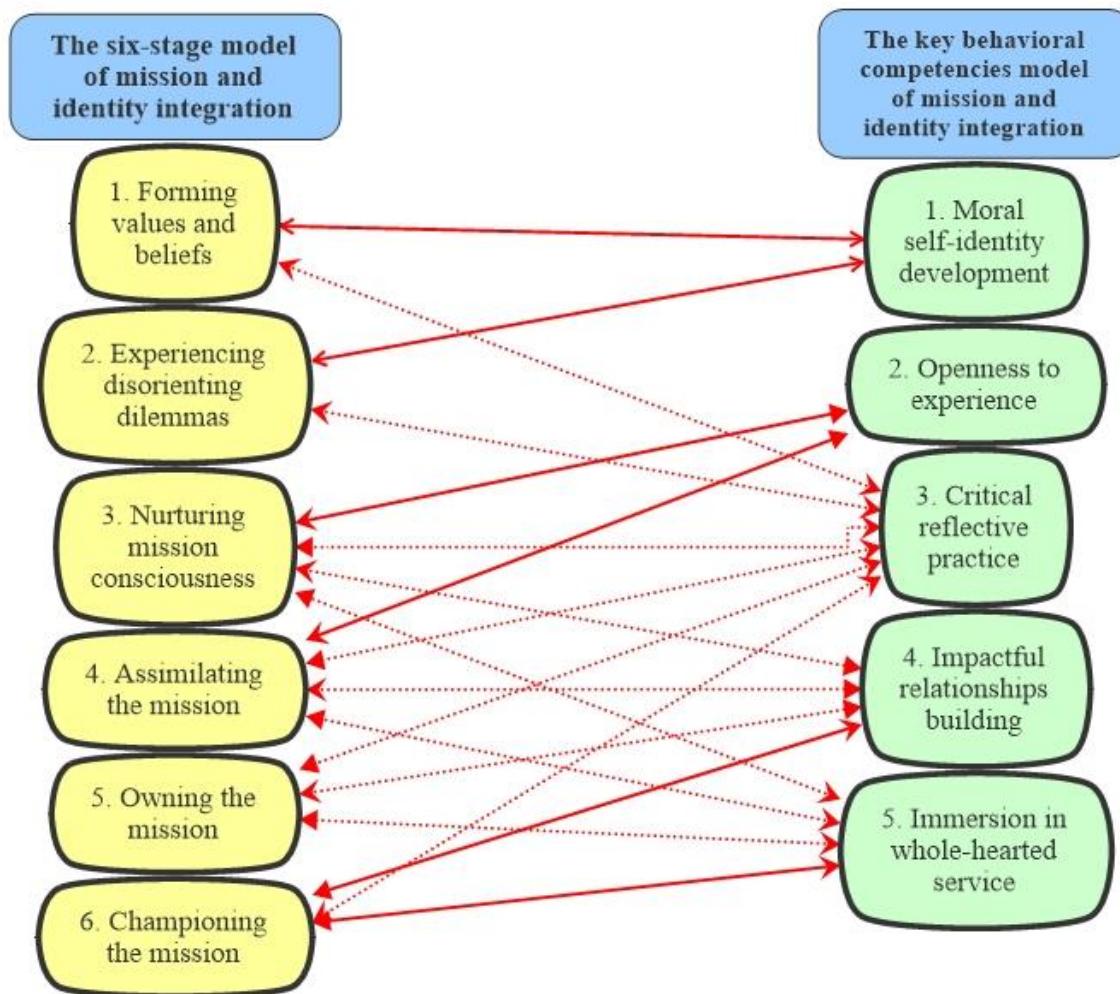 The six-stage model
of mission and
identity integration
1. Forming
values and
beliefs
2. Experiencing
disorienting
dilemmas
3. Nurturing
mission
consciousness
4. Assimilating
the mission
5. Owning the
mission
6. Championing
the mission
The key behavioral
competencies model
of mission and
identity integration
1. Moral
self-identity
development
2. Openness to
experience
3. Critical
reflective
practice
4. Impactful
relationships
building
5. Immersion in
whole-hearted
service